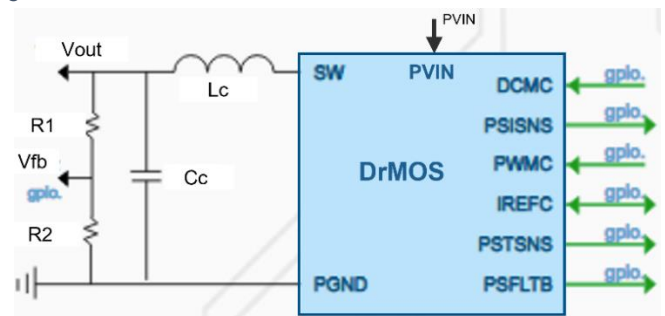 PVIN
Vout
Lc
SW
PVIN
DCMC
gpio.
R1
PSISNS
gpio.
Vfb
gpio.
Cc
DrMOS
PWMC
gpio.
IREFC
gpio.
R2
PSTSNS
gpio.
PGND
PSFLTB
gpio.